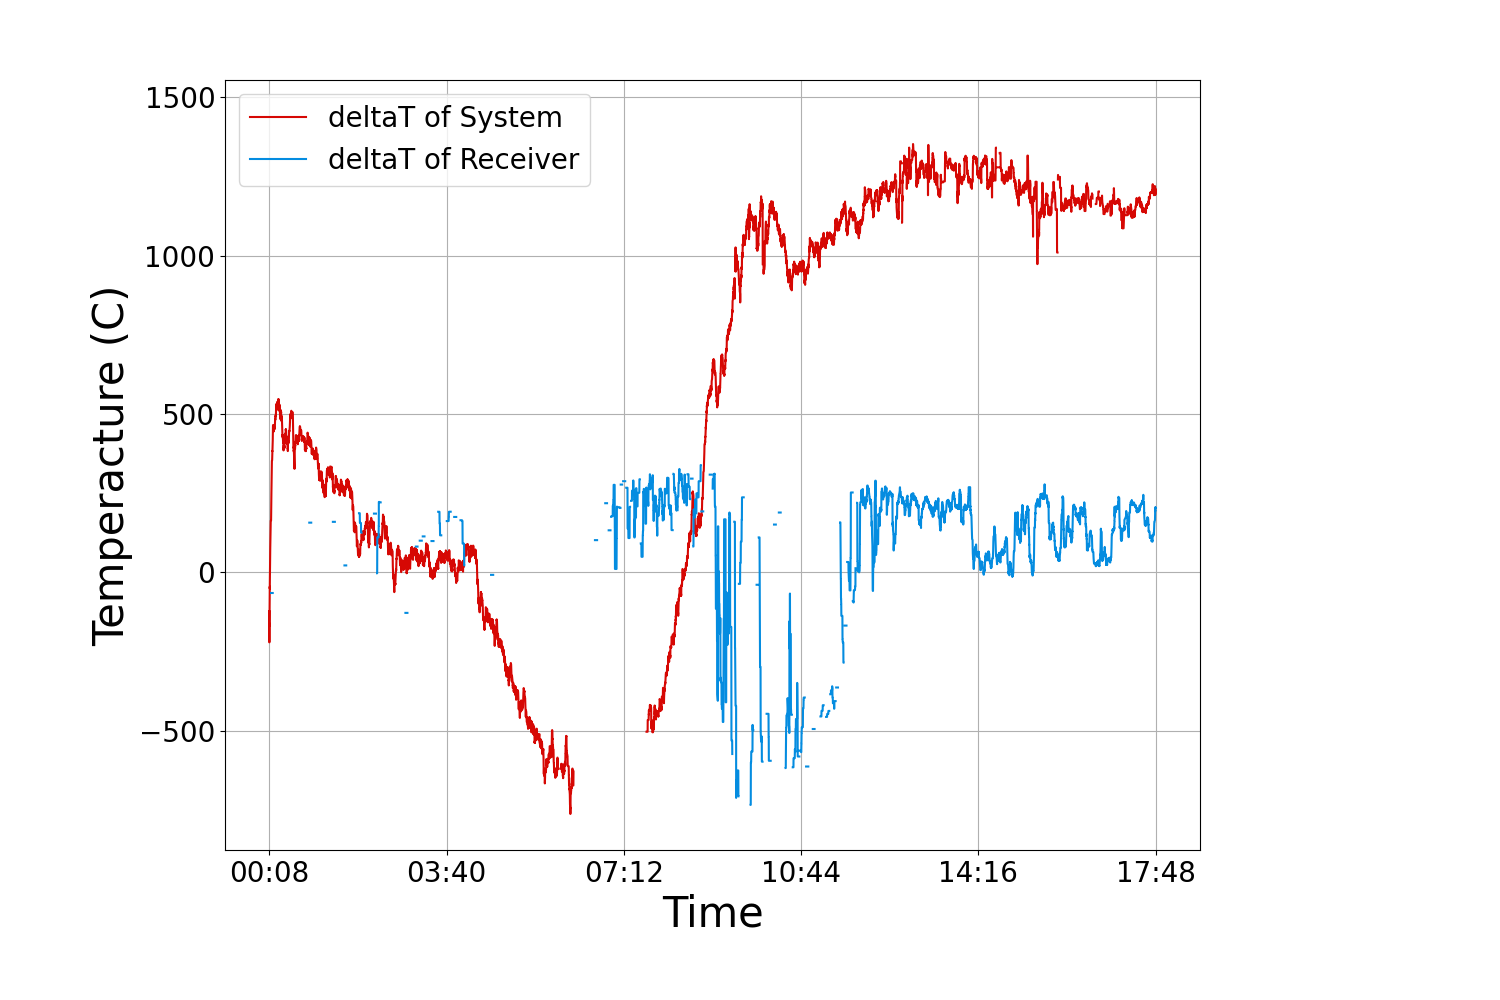 1500
1000
500
0
−500
deltaT of System
deltaT of Receiver
Temperacture (C)
00:08 03:40 07:12 10:44 14:16 17:48
Time